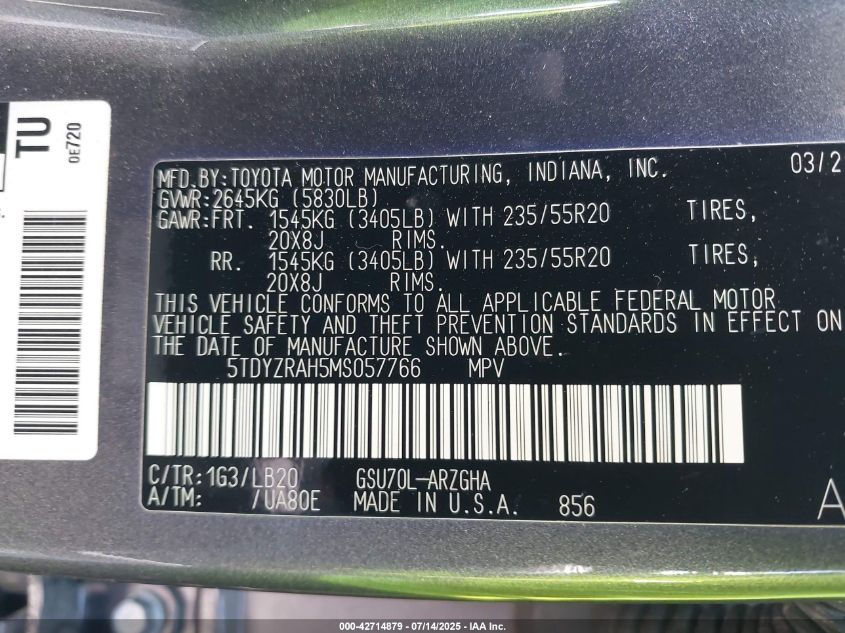 TU
0E720
MFD.BY:TOYOTA MOTOR MANUFACTURING, INDIANA, INC. 03/2
GVWR:2645KG (5830LB)
GAWR:FRT. 1545KG (3405LB) WITH 235/55R20 TIRES,
20X8J RIMS.
RR. 1545KG (3405LB) WITH 235/55R20 TIRES,
20X8J RIMS.
THIS VEHICLE CONFORMS TO ALL APPLICABLE FEDERAL MOTOR
VEHICLE SAFETY AND THEFT PREVENTION STANDARDS IN EFFECT ON
THE DATE OF MANUFACTURE SHOWN ABOVE.
5TDYZRAH5MS057766 MPV
C/TR:1G3/LB20 GSU70L-ARZGHA
A/TM: /UA80E MADE IN U.S.A. 856
A
000-42714879 | 07/14/2025 - IAA Inc.